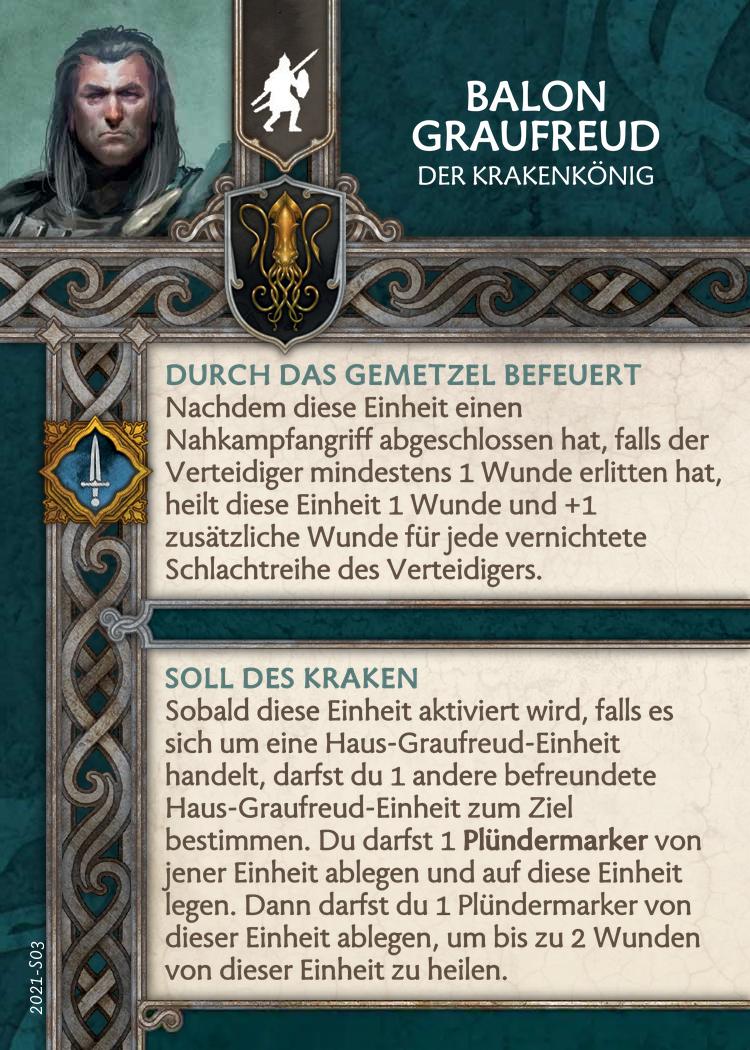 BALON
GRAUFREUD
DER KRAKENKÖNIG
DURCH DAS GEMETZEL BEFEUERT
Nachdem diese Einheit einen
Nahkampfangriff abgeschlossen hat, falls der
Verteidiger mindestens 1 Wunde erlitten hat,
heilt diese Einheit 1 Wunde und +1
zusätzliche Wunde für jede vernichtete
Schlachtreihe des Verteidigers.
SOLL DES KRAKEN
Sobald diese Einheit aktiviert wird, falls es
sich um eine Haus-Graufreud-Einheit
handelt, darfst du 1 andere befreundete
Haus-Graufreud-Einheit zum Ziel
bestimmen. Du darfst 1 Plündermarker von
jener Einheit ablegen und auf diese Einheit
legen. Dann darfst du 1 Plündermarker von
dieser Einheit ablegen, um bis zu 2 Wunden
von dieser Einheit zu heilen.
2021-S03